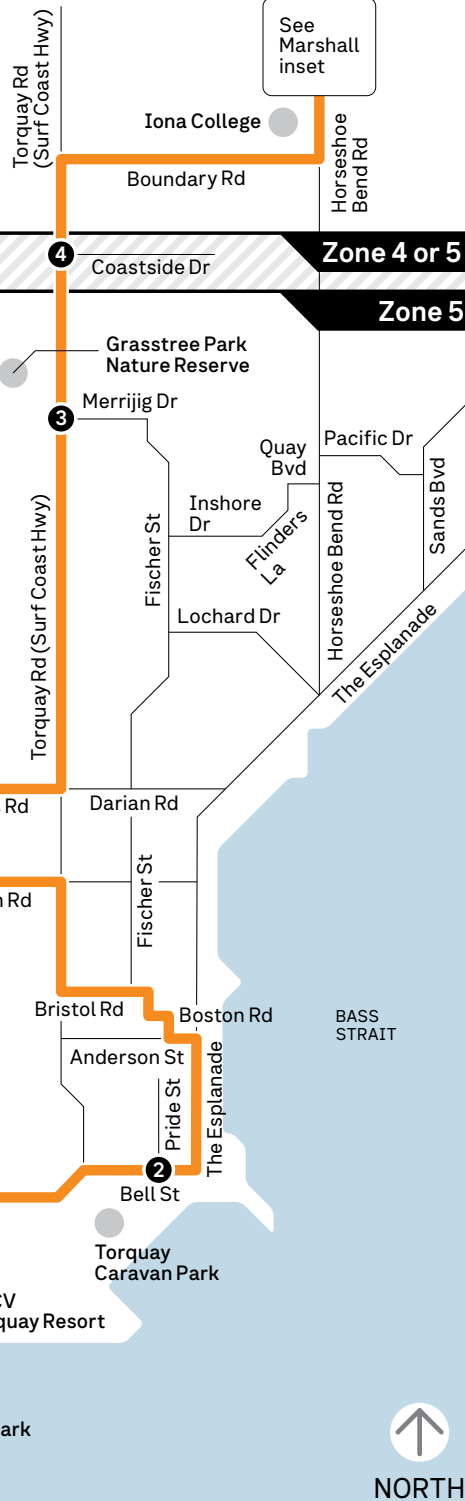 See
Marshall
inset
Torquay Rd
(Surf Coast Hwy)
Iona College
Horseshoe
Bend Rd
Boundary Rd
Zone 4 or 5
4
Coastside Dr
Zone 5
Grasstree Park
Nature Reserve
3
Merrijig Dr
Pacific Dr
Quay
Bvd
Sands Bvd
Inshore
Dr
Flinders
La
Horseshoe Bend Rd
Fischer St
Torquay Rd (Surf Coast Hwy)
Lochard Dr
The Esplanade
Rd
Darian Rd
Fischer St
n Rd
Bristol Rd
Boston Rd
BASS
STRAIT
Anderson St
Pride St
The Esplanade
2
Bell St
Torquay
Caravan Park
CV
quay Resort
ark
NORTH